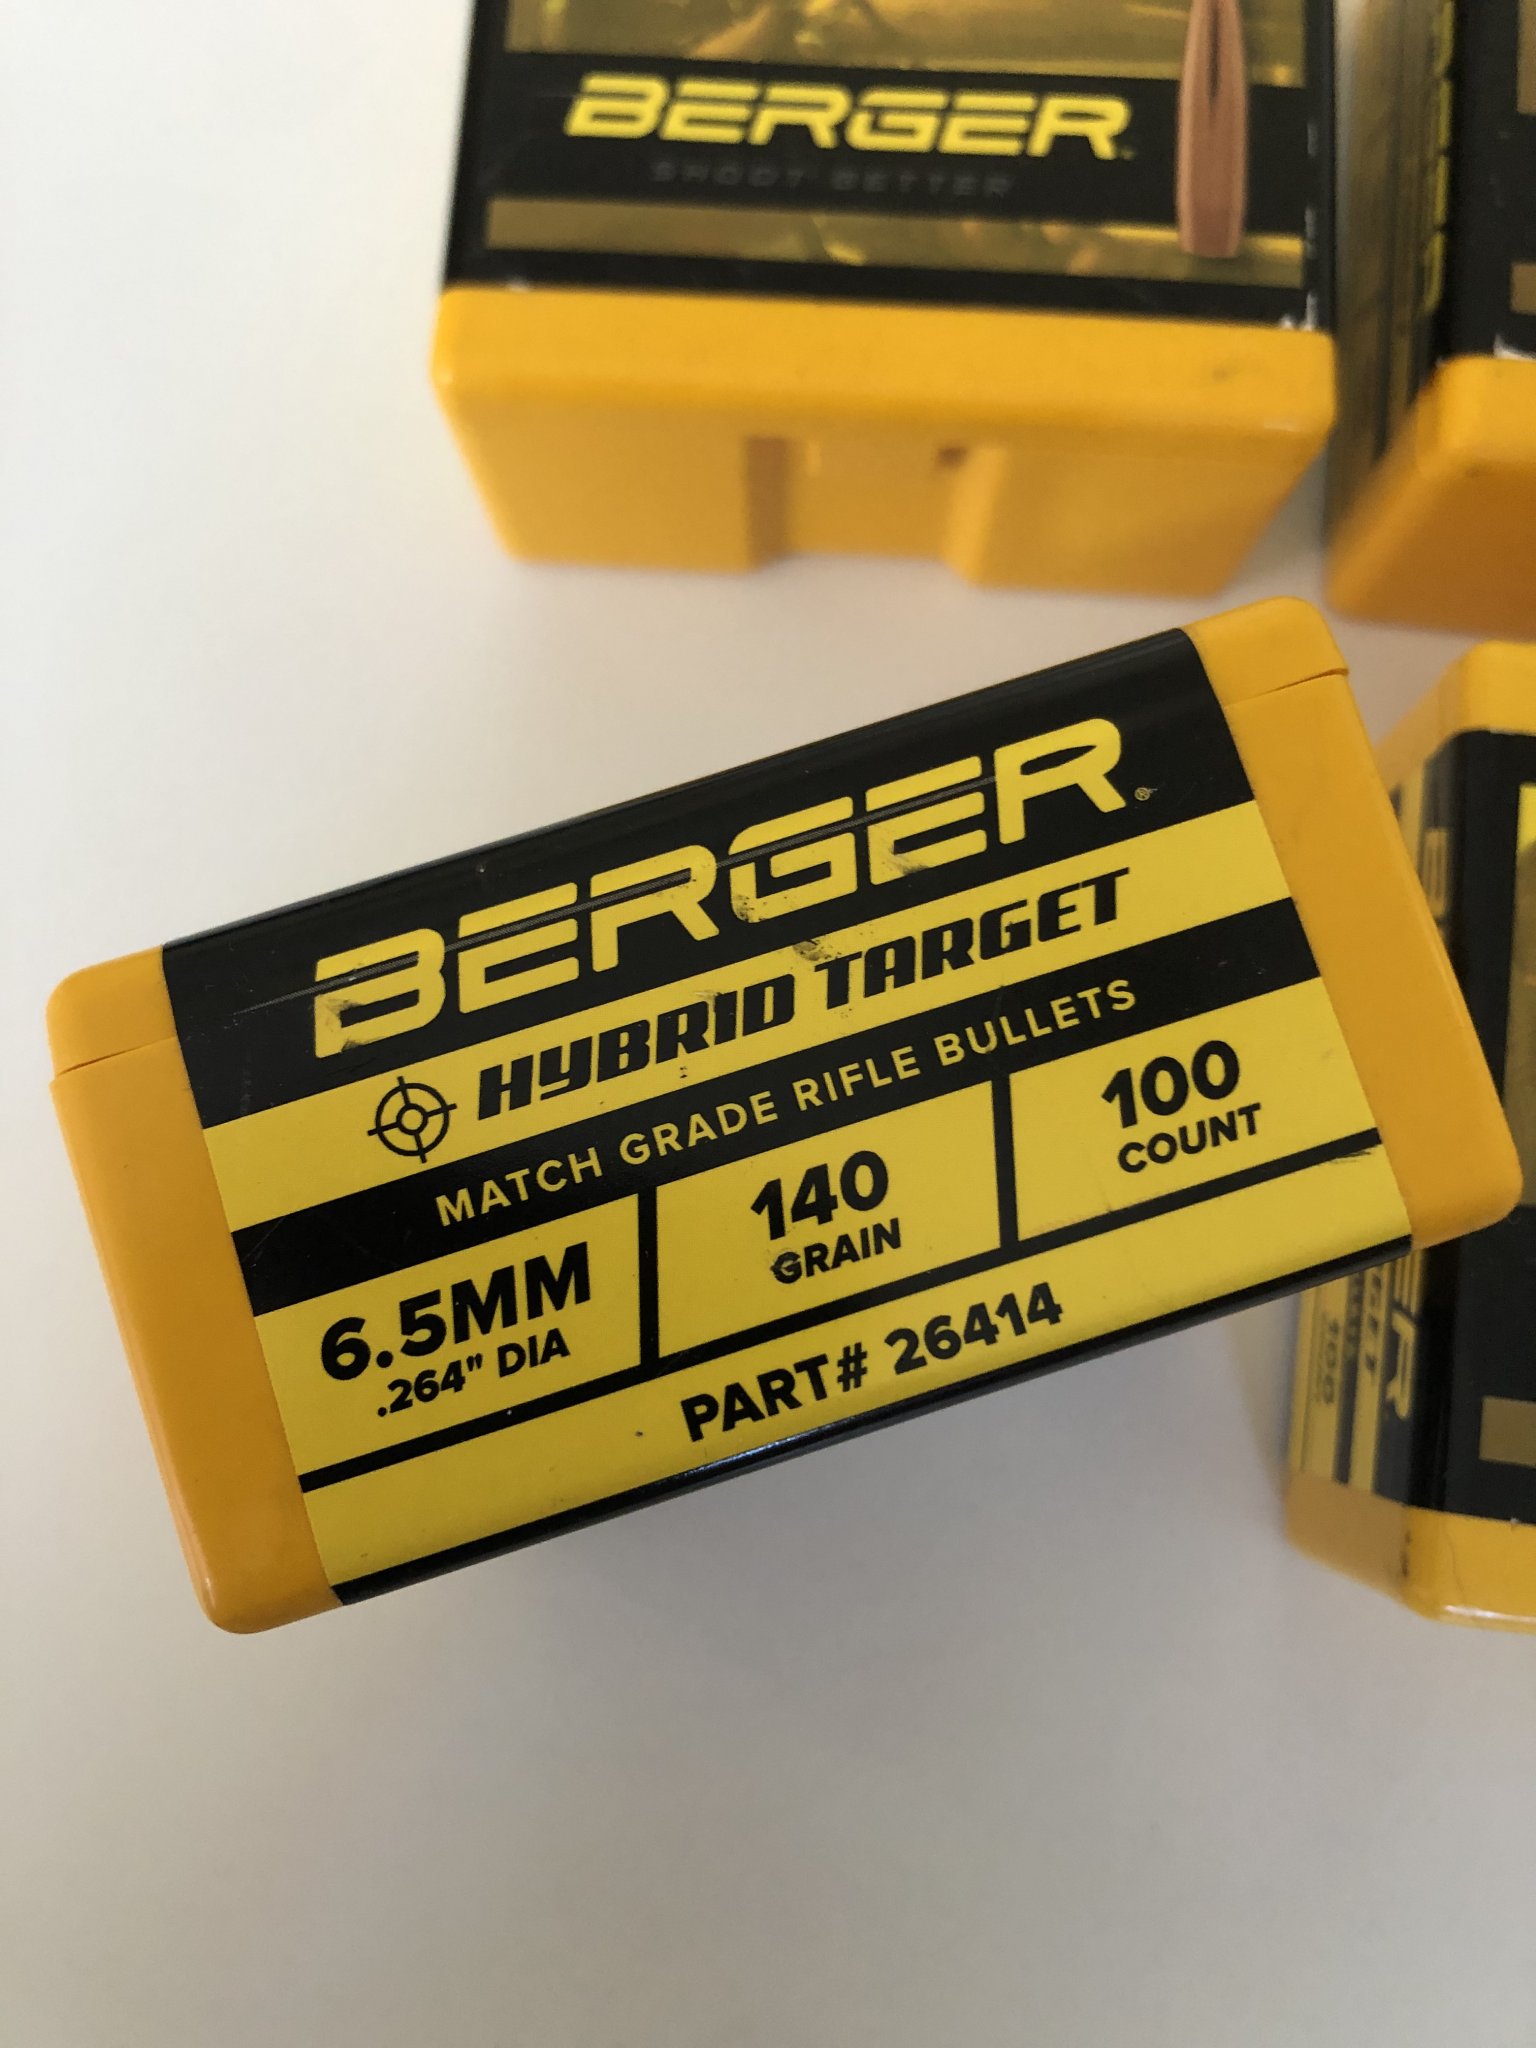 BERGER
SHOOT BETTER
BERGER
HYBRID TARGET
MATCH GRADE RIFLE BULLETS
6.5MM
.264" DIA
140
GRAIN
100
COUNT
PART# 26414
100